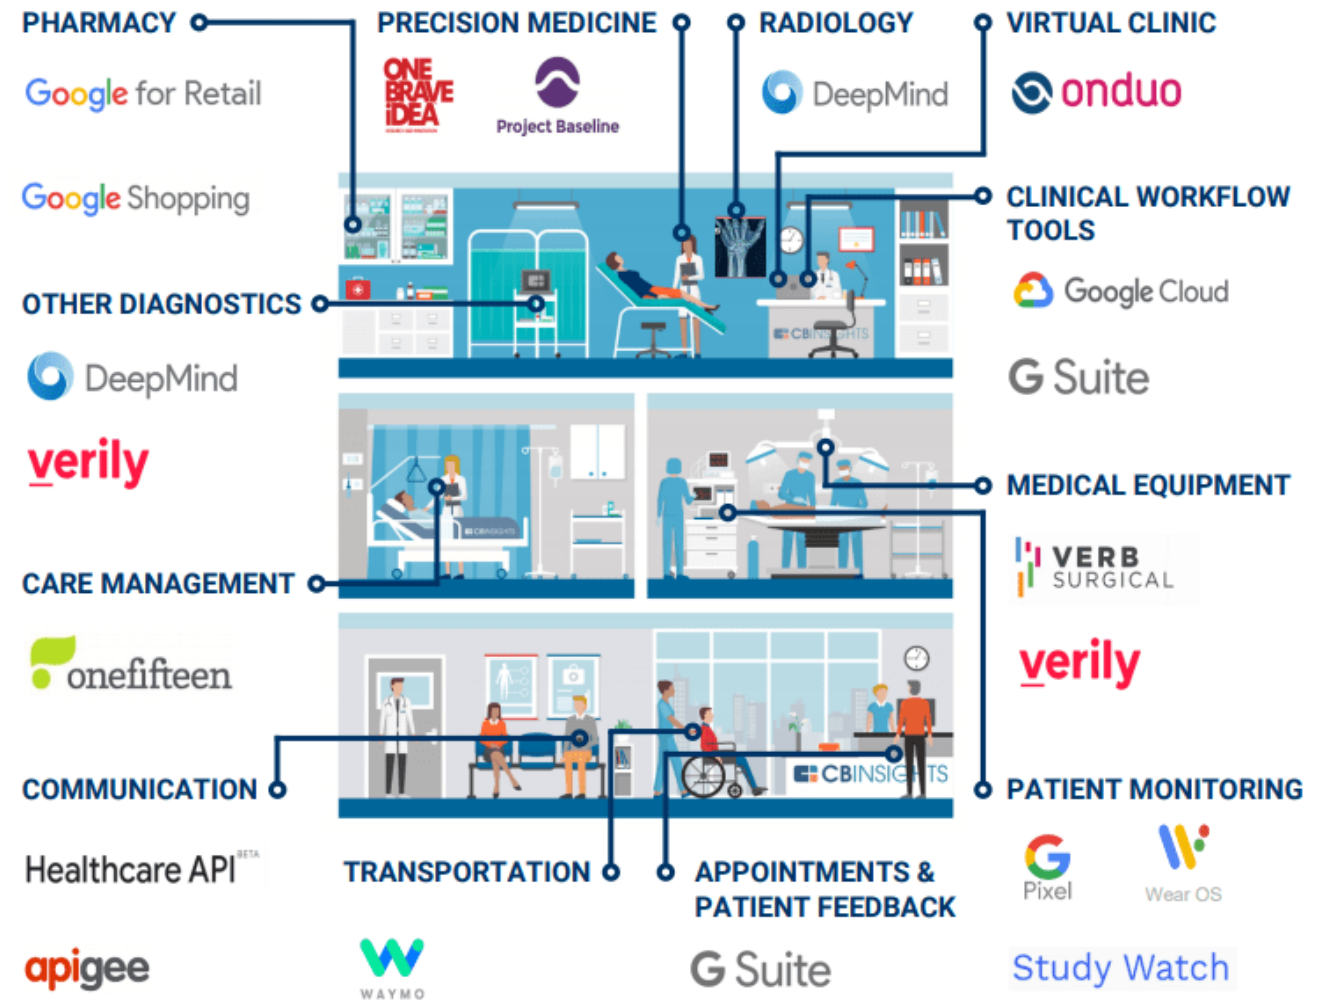 PHARMACY
Google for Retail
Google Shopping
PRECISION MEDICINE
ONE
BRAVE
iDEA
Project Baseline
RADIOLOGY
DeepMind
VIRTUAL CLINIC
onduo
CLINICAL WORKFLOW
TOOLS
Google Cloud
G Suite
OTHER DIAGNOSTICS
DeepMind
verily
CBINSIGHTS
CARE MANAGEMENT
onefifteen
CBINSIGHTS
MEDICAL EQUIPMENT
VERB
SURGICAL
verily
COMMUNICATION
Healthcare API BETA
apigee
CBINSIGHTS
TRANSPORTATION
WAYMO
APPOINTMENTS &
PATIENT FEEDBACK
G Suite
PATIENT MONITORING
G
Pixel
Wear OS
Study Watch